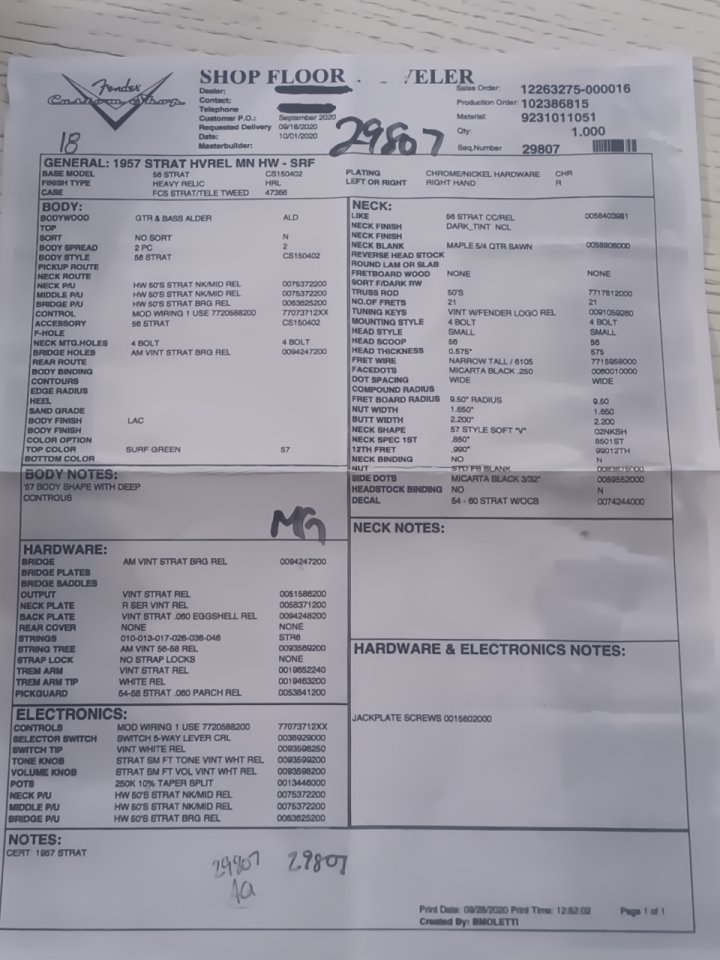 Fender
Custom Shop
SHOP FLOOR VELER
Dealer:
Contact:
Telephone
Customer P.O.: September 2020
Requested Delivery 09/18/2020
Date: 10/01/2020
Masterbuilder:
Sales Order: 12263275-000016
Production Order: 102386815
Material: 9231011051
Qty: 1.000
Seq.Number 29807
18
29807
GENERAL: 1957 STRAT HVREL MN HW - SRF
BASE MODEL 56 STRAT CS150402 PLATING CHROME/NICKEL HARDWARE CHR
FINISH TYPE HEAVY RELIC HRL LEFT OR RIGHT RIGHT HAND R
CASE FCS STRAT/TELE TWEED 47386
BODY:
BODYWOOD GTR & BASS ALDER ALD
TOP
SORT NO SORT N
BODY SPREAD 2 PC 2
BODY STYLE 56 STRAT CS150402
PICKUP ROUTE
NECK ROUTE
NECK P/U HW 50'S STRAT NK/MID REL 0075372200
MIDDLE P/U HW 50'S STRAT NK/MID REL 0075372200
BRIDGE P/U HW 50'S STRAT BRG REL 0063625200
CONTROL MOD WIRING 1 USE 7720588200 77073712XX
ACCESSORY 56 STRAT CS150402
F-HOLE
NECK MTG.HOLES 4 BOLT 4 BOLT
BRIDGE HOLES AM VINT STRAT BRG REL 0094247200
REAR ROUTE
BODY BINDING
CONTOURS
EDGE RADIUS
HEEL
SAND GRADE
BODY FINISH LAC
BODY FINISH
COLOR OPTION
TOP COLOR SURF GREEN 57
BOTTOM COLOR
BODY NOTES:
57 BODY SHAPE WITH DEEP
CONTROUS
MG
HARDWARE:
BRIDGE AM VINT STRAT BRG REL 0094247200
BRIDGE PLATES
BRIDGE SADDLES
OUTPUT VINT STRAT REL 0051586200
NECK PLATE R SER VINT REL 0058371200
BACK PLATE VINT STRAT .060 EGGSHELL REL 0094248200
REAR COVER NONE NONE
STRINGS 010-013-017-026-036-046 STR6
STRING TREE AM VINT 56-58 REL 0093589200
STRAP LOCK NO STRAP LOCKS NONE
TREM ARM VINT STRAT REL 0019652240
TREM ARM TIP WHITE REL 0019463200
PICKGUARD 54-58 STRAT .060 PARCH REL 0053841200
ELECTRONICS:
CONTROLS MOD WIRING 1 USE 7720588200 77073712XX
SELECTOR SWITCH SWITCH 5-WAY LEVER CRL 0038929000
SWITCH TIP VINT WHITE REL 0093596250
TONE KNOB STRAT SM FT TONE VINT WHT REL 0093599200
VOLUME KNOB STRAT SM FT VOL VINT WHT REL 0093598200
POTS 250K 10% TAPER SPLIT 0013446000
NECK P/U HW 50'S STRAT NK/MID REL 0075372200
MIDDLE P/U HW 50'S STRAT NK/MID REL 0075372200
BRIDGE P/U HW 50'S STRAT BRG REL 0063625200
NECK:
LIKE 56 STRAT CC/REL 0056403981
NECK FINISH DARK_TINT NCL
NECK FINISH
NECK BLANK MAPLE 5/4 QTR SAWN 0058806000
REVERSE HEAD STOCK
ROUND LAM OR SLAB
FRETBOARD WOOD NONE NONE
SORT F/DARK RW
TRUSS ROD 50'S 7717812000
NO.OF FRETS 21 21
TUNING KEYS VINT W/FENDER LOGO REL 0091059280
MOUNTING STYLE 4 BOLT 4 BOLT
HEAD STYLE SMALL SMALL
HEAD SCOOP 56 56
HEAD THICKNESS 0.575" 575
FRET WIRE NARROW TALL / 6105 7715958000
FACEDOTS MICARTA BLACK .250 0060010000
DOT SPACING WIDE WIDE
COMPOUND RADIUS
FRET BOARD RADIUS 9.50" RADIUS 9.50
NUT WIDTH 1.650" 1.650
BUTT WIDTH 2.200" 2.200
NECK SHAPE 57 STYLE SOFT "V" 02NKSH
NECK SPEC 1ST .850" 8501ST
12TH FRET .990" 99012TH
NECK BINDING NO N
NUT STD FB BLANK 0083675000
SIDE DOTS MICARTA BLACK 3/32" 0059552000
HEADSTOCK BINDING NO N
DECAL 54 - 60 STRAT W/OCB 0074244000
NECK NOTES:
HARDWARE & ELECTRONICS NOTES:
JACKPLATE SCREWS 0015602000
NOTES:
CERT: 1957 STRAT
29807 29807
Print Date: 09/28/2020 Print Time: 12:52:02 Page 1 of 1
Created By: BMOLETTI